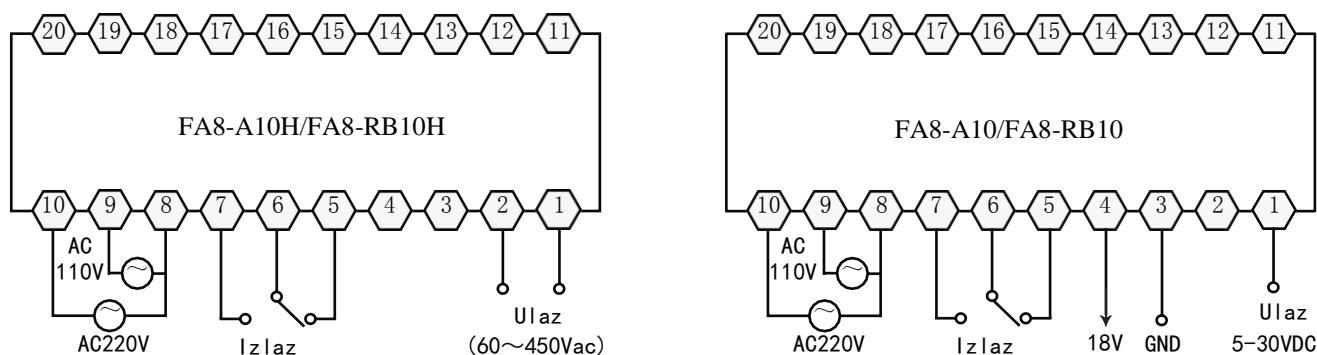 20 19 18 17 16 15 14 13 12 11
FA8-A10H/FA8-RB10H
10 9 8 7 6 5 4 3 2 1
AC
110V
AC220V
Izlaz
Ulaz
(60～450Vac)
20 19 18 17 16 15 14 13 12 11
FA8-A10/FA8-RB10
10 9 8 7 6 5 4 3 2 1
AC
110V
AC220V
Izlaz
18V
GND
Ulaz
5-30VDC